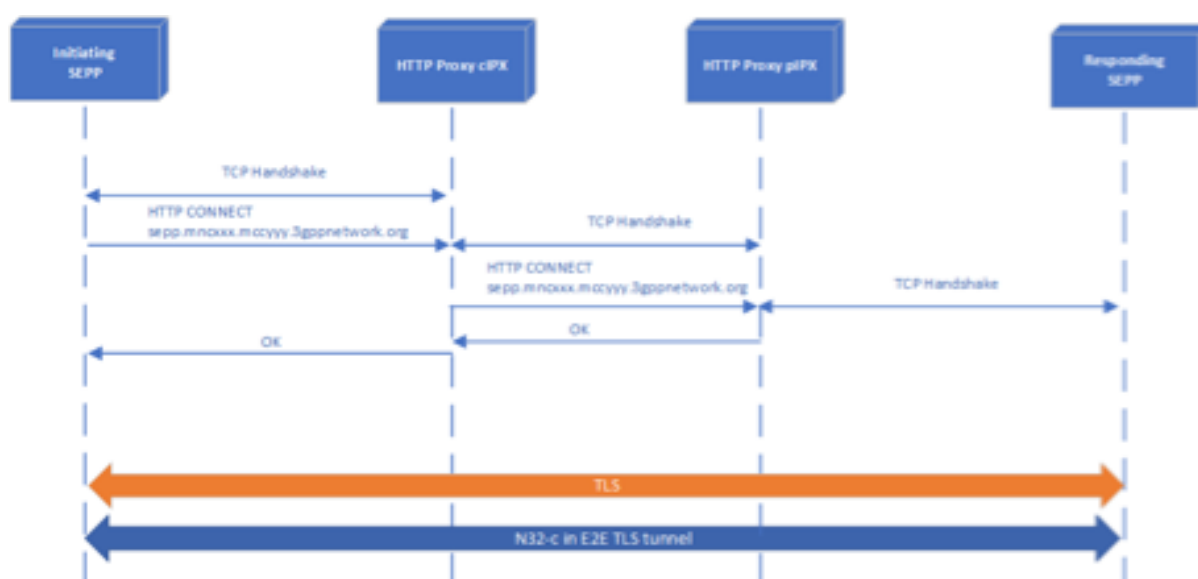 Initiating
SEPP
HTTP Proxy cIPX
HTTP Proxy pIPX
Responding
SEPP
TCP Handshake
HTTP CONNECT
sepp.mncxxx.mccyyy.3gppnetwork.org
TCP Handshake
HTTP CONNECT
sepp.mncxxx.mccyyy.3gppnetwork.org
TCP Handshake
OK
OK
TLS
N32-c in E2E TLS tunnel